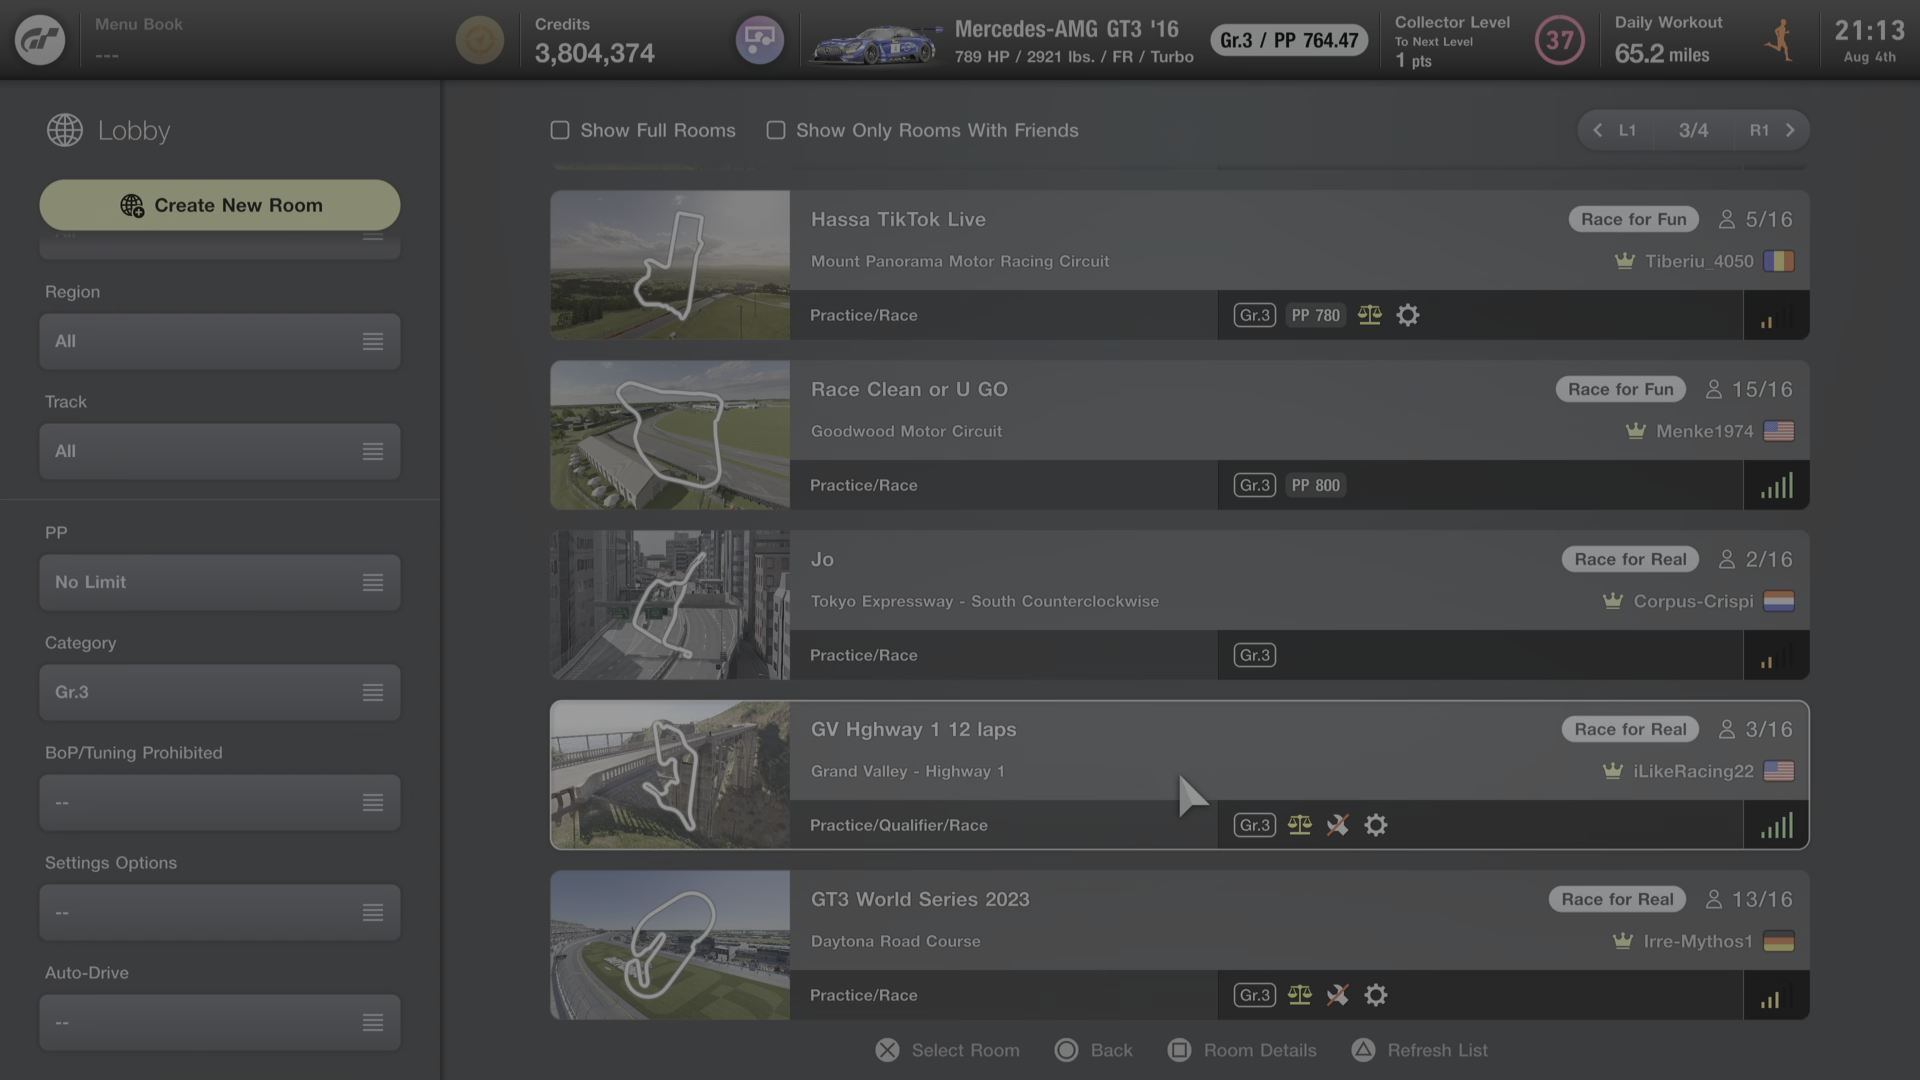 Menu Book
---
Credits
3,804,374
Mercedes-AMG GT3 '16
789 HP / 2921 lbs. / FR / Turbo
Gr.3 / PP 764.47
Collector Level
To Next Level
1 pts
37
Daily Workout
65.2 miles
21:13
Aug 4th
Lobby
Create New Room
Region
All
Track
All
PP
No Limit
Category
Gr.3
BoP/Tuning Prohibited
--
Settings Options
--
Auto-Drive
--
Show Full Rooms
Show Only Rooms With Friends
L1 3/4 R1
Hassa TikTok Live
Race for Fun 5/16
Mount Panorama Motor Racing Circuit
Tiberiu_4050
Practice/Race
Gr.3 PP 780
Race Clean or U GO
Race for Fun 15/16
Goodwood Motor Circuit
Menke1974
Practice/Race
Gr.3 PP 800
Jo
Race for Real 2/16
Tokyo Expressway - South Counterclockwise
Corpus-Crispi
Practice/Race
Gr.3
GV Hghway 1 12 laps
Race for Real 3/16
Grand Valley - Highway 1
iLikeRacing22
Practice/Qualifier/Race
Gr.3
GT3 World Series 2023
Race for Real 13/16
Daytona Road Course
Irre-Mythos1
Practice/Race
Gr.3
Select Room
Back
Room Details
Refresh List